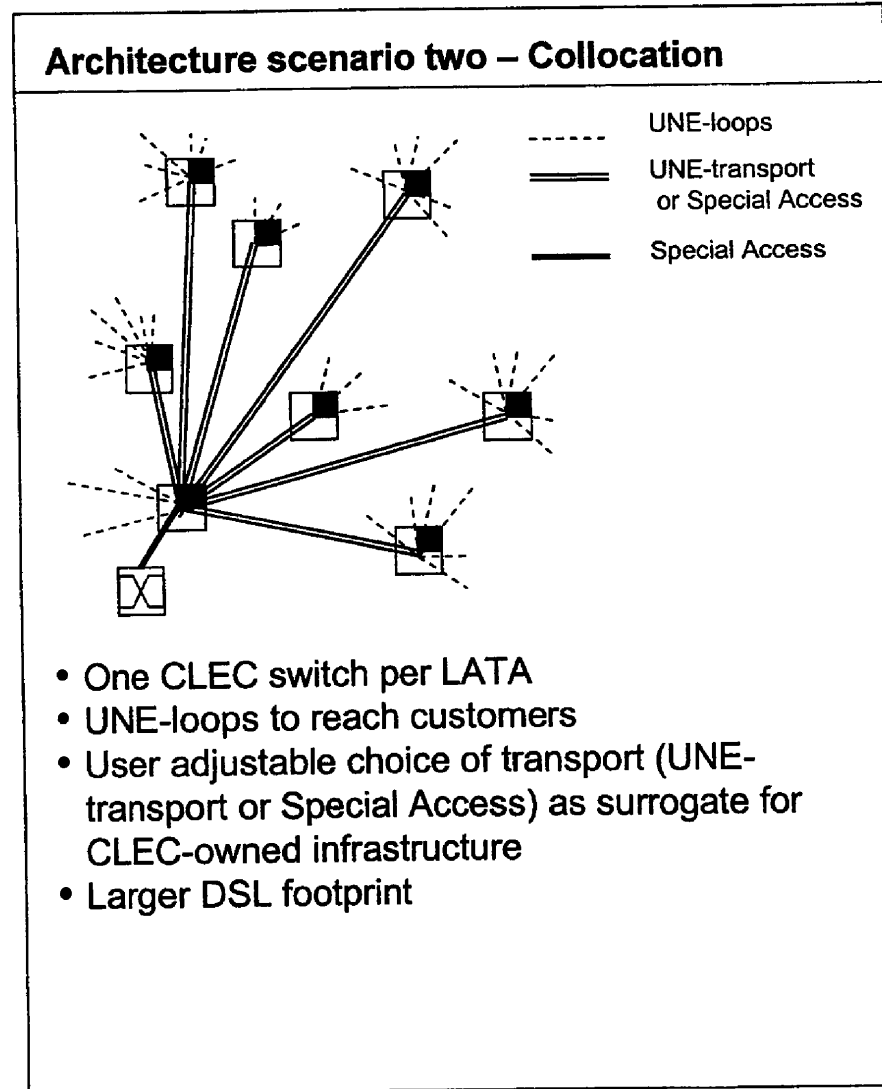 Architecture scenario two – Collocation
UNE-loops
UNE-transport
or Special Access
Special Access
• One CLEC switch per LATA
• UNE-loops to reach customers
• User adjustable choice of transport (UNE-
transport or Special Access) as surrogate for
CLEC-owned infrastructure
• Larger DSL footprint